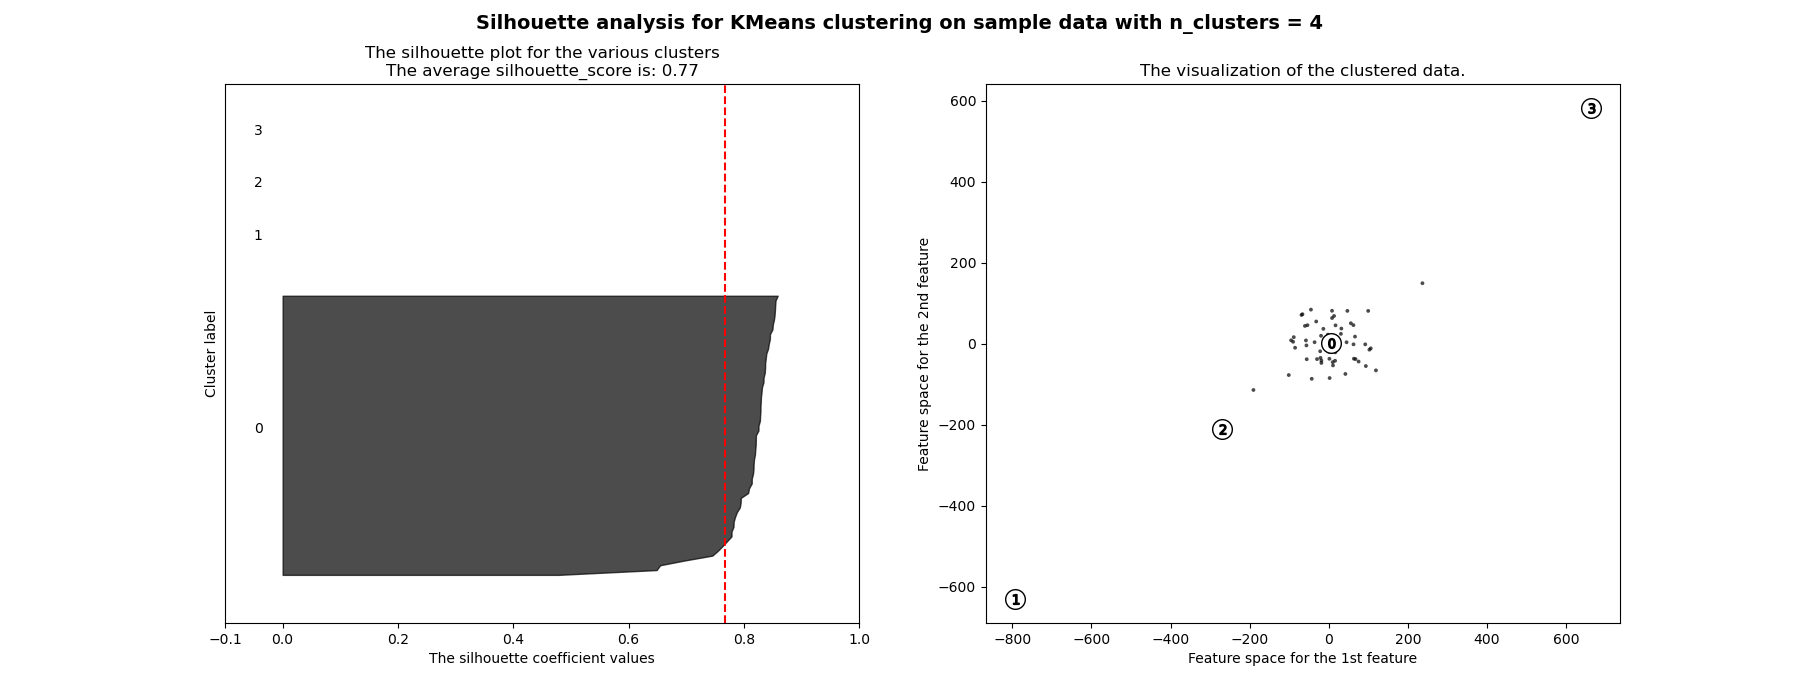 Silhouette analysis for KMeans clustering on sample data with n_clusters = 4
The silhouette plot for the various clusters
The average silhouette_score is: 0.77
3
2
1
0
Cluster label
−0.1 0.0 0.2 0.4 0.6 0.8 1.0
The silhouette coefficient values
The visualization of the clustered data.
600
400
200
0
−200
−400
−600
Feature space for the 2nd feature
3
0
2
1
−800 −600 −400 −200 0 200 400 600
Feature space for the 1st feature